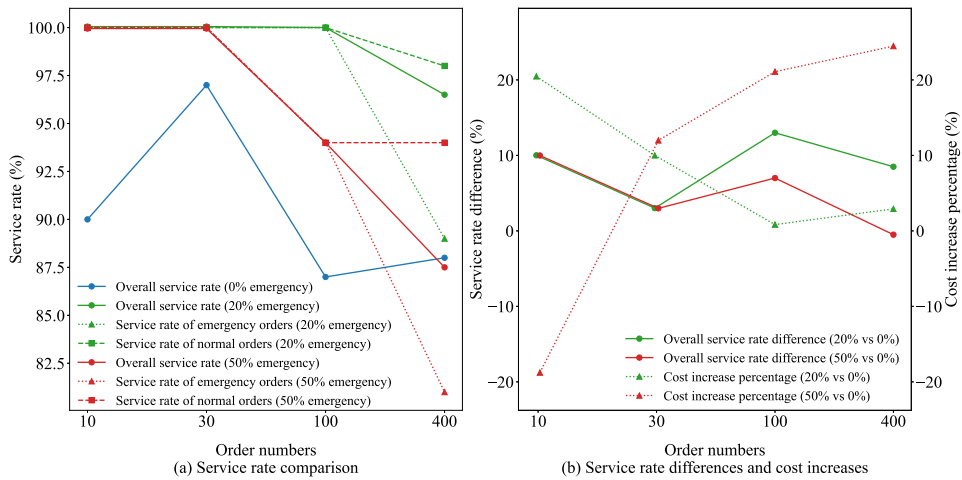 100.0
97.5
95.0
92.5
90.0
87.5
85.0
82.5
Service rate (%)
Overall service rate (0% emergency)
Overall service rate (20% emergency)
Service rate of emergency orders (20% emergency)
Service rate of normal orders (20% emergency)
Overall service rate (50% emergency)
Service rate of emergency orders (50% emergency)
Service rate of normal orders (50% emergency)
10 30 100 400
Order numbers
(a) Service rate comparison
20
10
0
−10
−20
Service rate difference (%)
Overall service rate difference (20% vs 0%)
Overall service rate difference (50% vs 0%)
Cost increase percentage (20% vs 0%)
Cost increase percentage (50% vs 0%)
20
10
0
−10
−20
Cost increase percentage (%)
10 30 100 400
Order numbers
(b) Service rate differences and cost increases